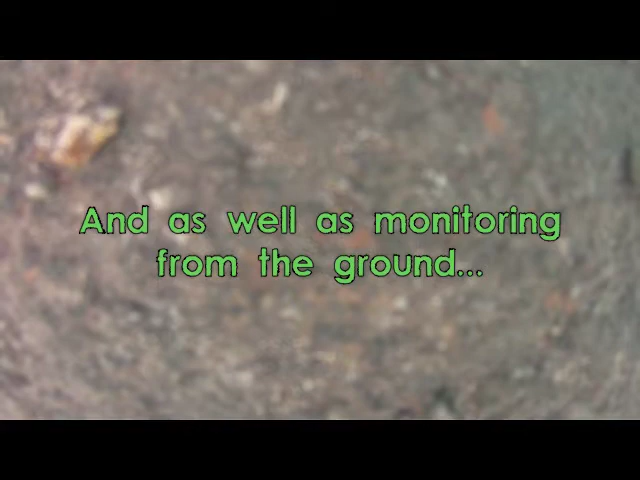 And as well as monitoring
from the ground...